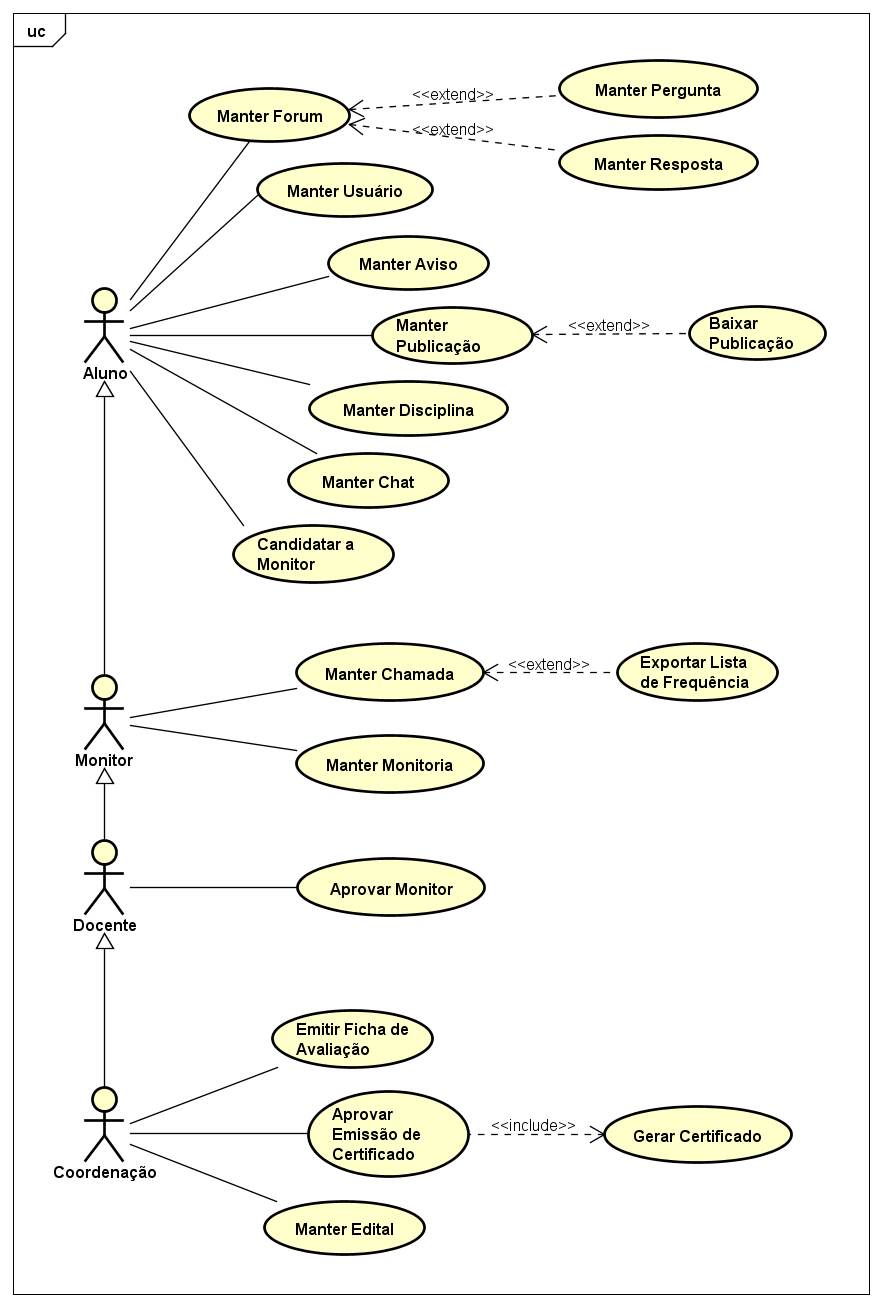 uc
Manter Forum
<<extend>>
Manter Pergunta
<<extend>>
Manter Resposta
Manter Usuário
Manter Aviso
Manter
Publicação
<<extend>>
Baixar
Publicação
Aluno
Manter Disciplina
Manter Chat
Candidatar a
Monitor
Manter Chamada
<<extend>>
Exportar Lista
de Frequência
Monitor
Manter Monitoria
Aprovar Monitor
Docente
Emitir Ficha de
Avaliação
Aprovar
Emissão de
Certificado
<<include>>
Gerar Certificado
Coordenação
Manter Edital